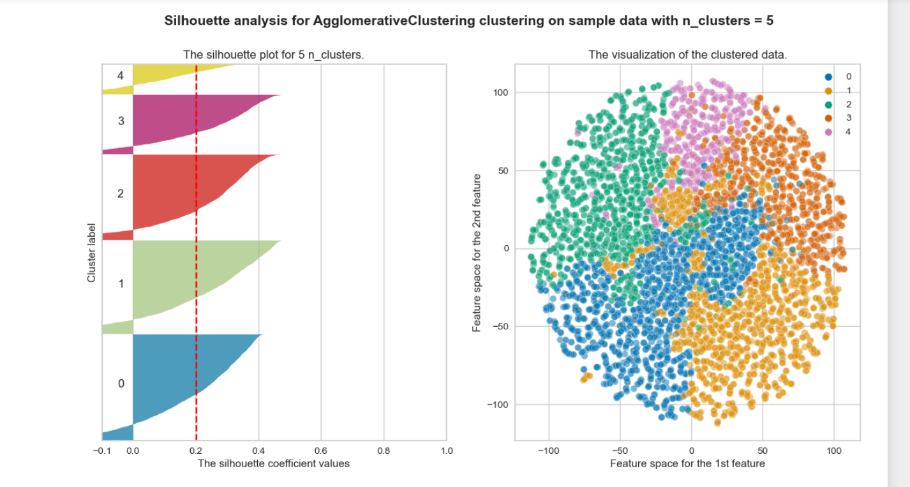 Silhouette analysis for AgglomerativeClustering clustering on sample data with n_clusters = 5
The silhouette plot for 5 n_clusters.
4
3
2
1
0
Cluster label
−0.1 0.0 0.2 0.4 0.6 0.8 1.0
The silhouette coefficient values
The visualization of the clustered data.
0
1
2
3
4
100
50
0
−50
−100
Feature space for the 2nd feature
−100 −50 0 50 100
Feature space for the 1st feature